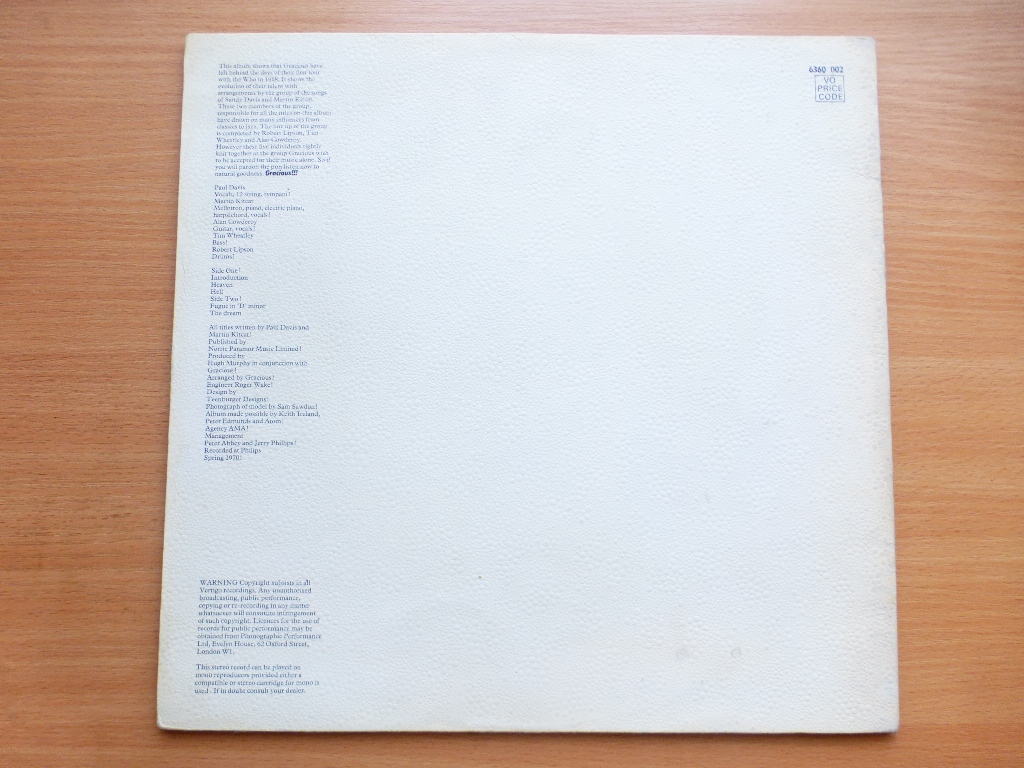 This album shows that Gracious have
left behind the days of their first tour
with the Who in 1968. It shows the
evolution of their talent with
arrangements by the group of the songs
of Sandy Davis and Martin Kitcat.
These two members of the group,
responsible for all the titles on this album
have drawn on many influences from
classics to jazz. The line up of the group
is completed by Robert Lipson, Tim
Wheatley and Alan Cowderoy.
However these five individuals tightly
knit together as the group Gracious wish
to be accepted for their music alone. So if
you will pardon the pun listen now to
natural goodness. Gracious!!!
Paul Davis
Vocals, 12 string, tympani!
Martin Kitcat
Mellotron, piano, electric piano,
harpsichord, vocals!
Alan Cowderoy
Guitar, vocals!
Tim Wheatley
Bass!
Robert Lipson
Drums!
Side One!
Introduction
Heaven
Hell
Side Two!
Fugue in 'D' minor
The dream
All titles written by Paul Davis and
Martin Kitcat!
Published by
Norrie Paramor Music Limited!
Produced by
Hugh Murphy in conjunction with
Gracious!
Arranged by Gracious!
Engineer Roger Wake!
Design by
Teenburger Designs!
Photograph of model by Sam Sawdust!
Album made possible by Keith Ireland,
Peter Edmunds and Atom!
Agency AMA!
Management
Peter Abbey and Jerry Phillips!
Recorded at Philips
Spring 1970!
WARNING Copyright subsists in all
Vertigo recordings. Any unauthorised
broadcasting, public performance,
copying or re-recording in any matter
whatsoever will constitute infringement
of such copyright. Licences for the use of
records for public performance may be
obtained from Phonographic Performance
Ltd, Evelyn House, 62 Oxford Street,
London W1.
This stereo record can be played on
mono reproducers provided either a
compatible or stereo cartridge for mono is
used. If in doubt consult your dealer.
6360 002
VO
PRICE
CODE